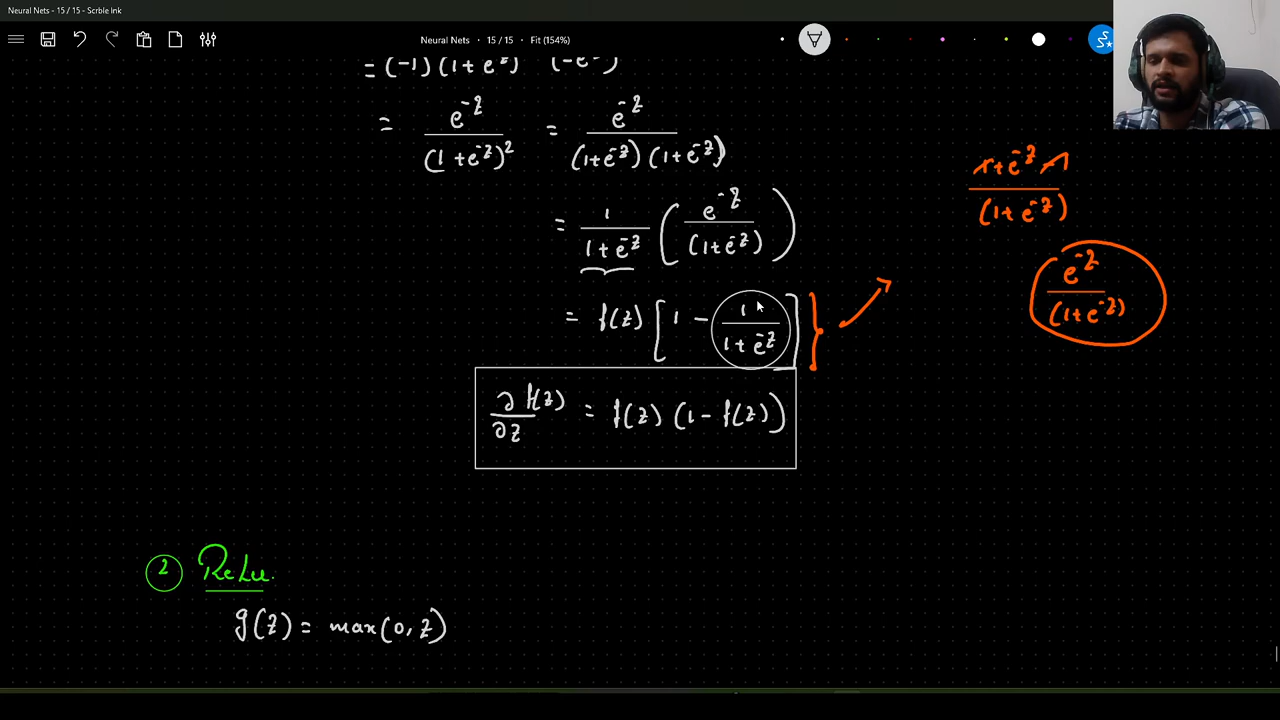 Neural Nets - 15 / 15 - Scrble Ink
Neural Nets • 15 / 15 • Fit (154%)
= (-1) (1 + e^-z) (-e
= e^-z / (1 + e^-z)^2 = e^-z / (1+e^-z) (1+e^-z)
= 1 / 1 + e^-z ( e^-z / (1+e^-z) )
= f(z) [ 1 - 1 / 1 + e^-z ]
∂f(z) / ∂z = f(z) (1 - f(z))
1 + e^-z - 1 / (1 + e^-z)
e^-z / (1 + e^-z)
2 ReLu.
g(z) = max(0, z)